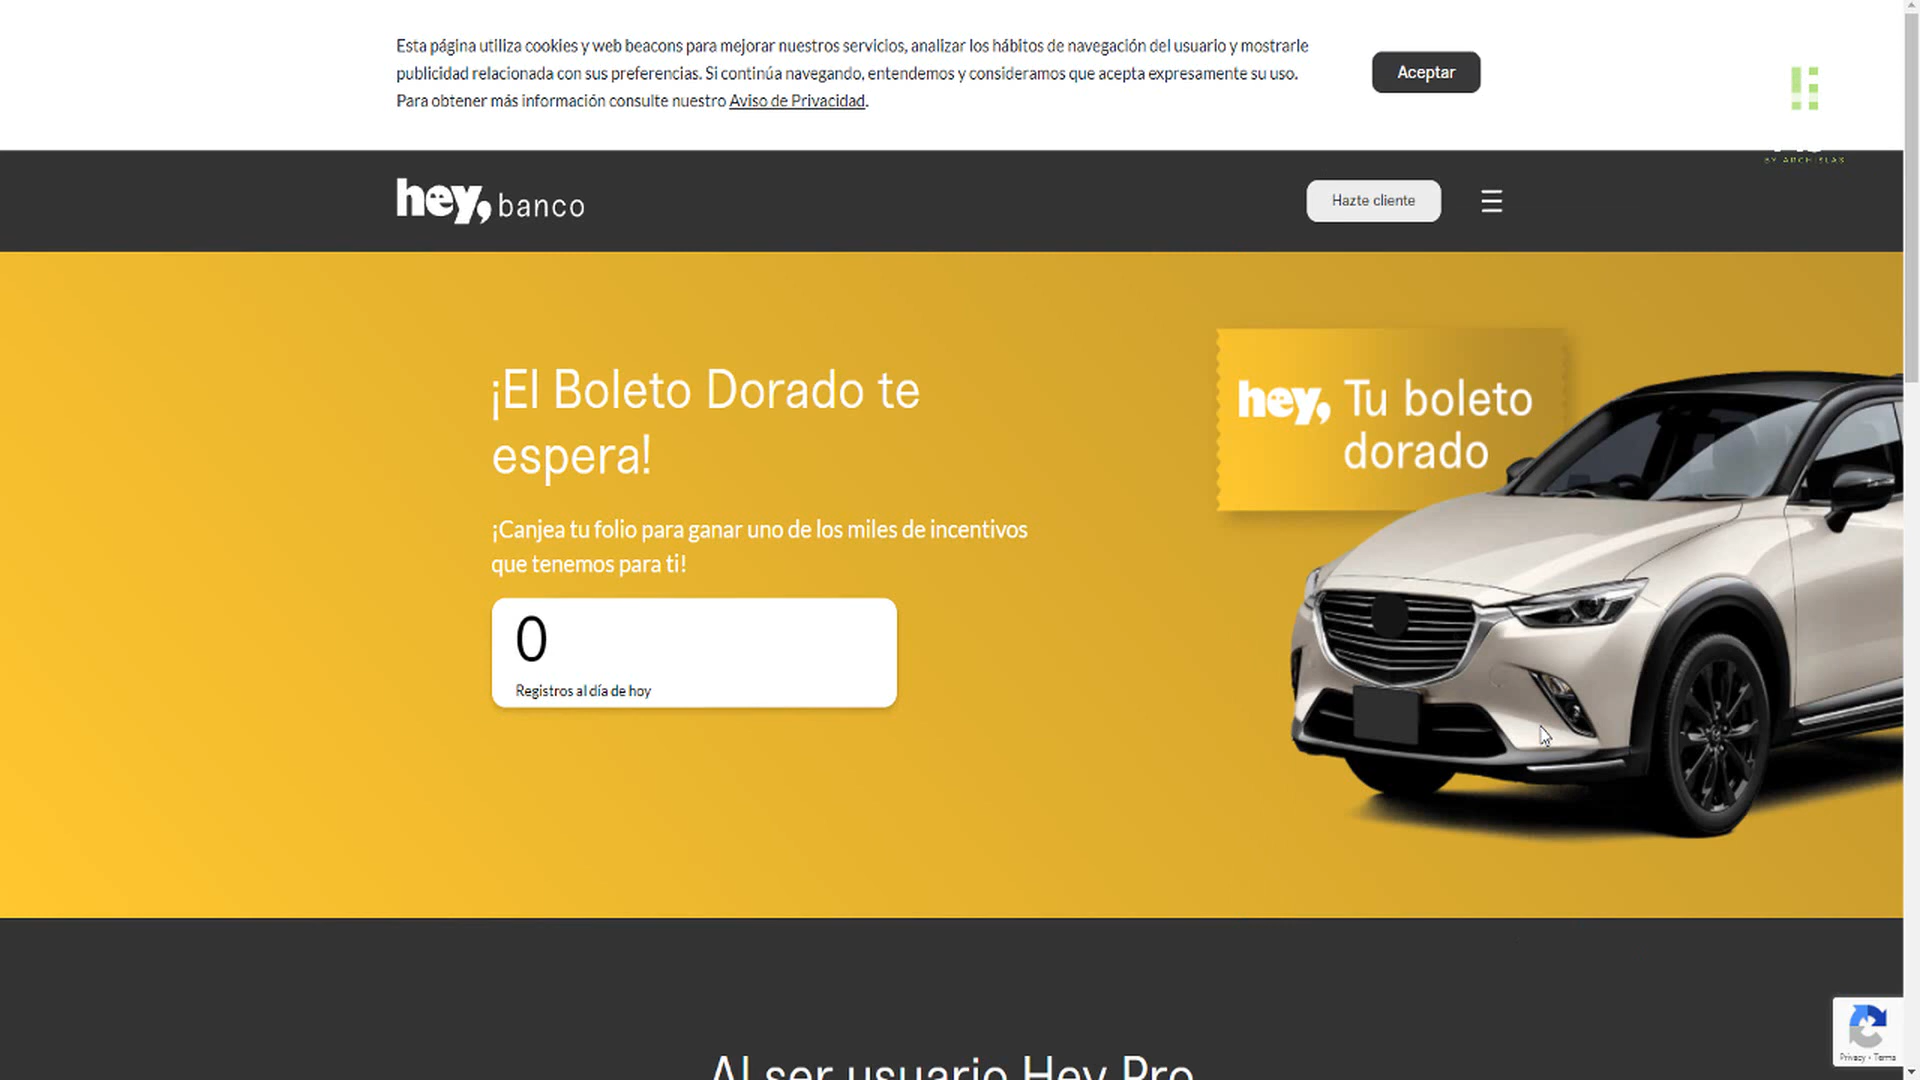 Esta página utiliza cookies y web beacons para mejorar nuestros servicios, analizar los hábitos de navegación del usuario y mostrarle
publicidad relacionada con sus preferencias. Si continúa navegando, entendemos y consideramos que acepta expresamente su uso.
Para obtener más información consulte nuestro Aviso de Privacidad.
Aceptar
BY ARCHISLAS
hey, banco
Hazte cliente
¡El Boleto Dorado te
espera!
hey, Tu boleto
dorado
¡Canjea tu folio para ganar uno de los miles de incentivos
que tenemos para ti!
0
Registros al día de hoy
Al ser usuario Hey Pro
Privacy - Terms